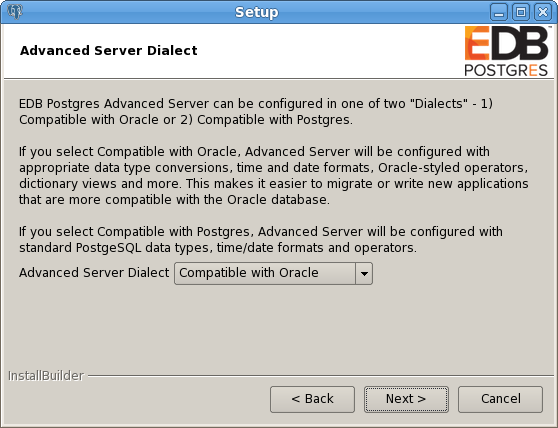 Setup
Advanced Server Dialect
EDB
POSTGRES
EDB Postgres Advanced Server can be configured in one of two "Dialects" - 1)
Compatible with Oracle or 2) Compatible with Postgres.
If you select Compatible with Oracle, Advanced Server will be configured with
appropriate data type conversions, time and date formats, Oracle-styled operators,
dictionary views and more. This makes it easier to migrate or write new applications
that are more compatible with the Oracle database.
If you select Compatible with Postgres, Advanced Server will be configured with
standard PostgeSQL data types, time/date formats and operators.
Advanced Server Dialect Compatible with Oracle
InstallBuilder
< Back Next > Cancel